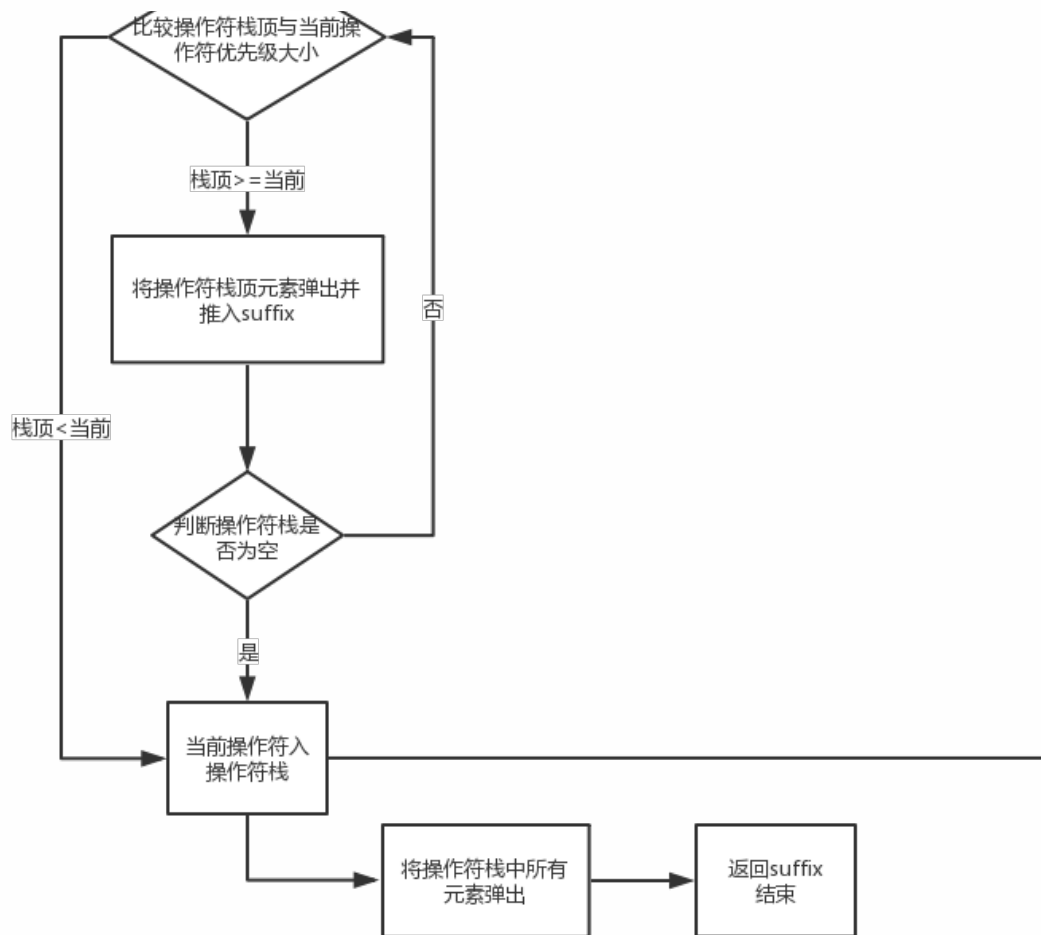 比较操作符栈顶与当前操
作符优先级大小
栈顶>=当前
将操作符栈顶元素弹出并
推入suffix
否
栈顶<当前
判断操作符栈是
否为空
是
当前操作符入
操作符栈
将操作符栈中所有
元素弹出
返回suffix
结束